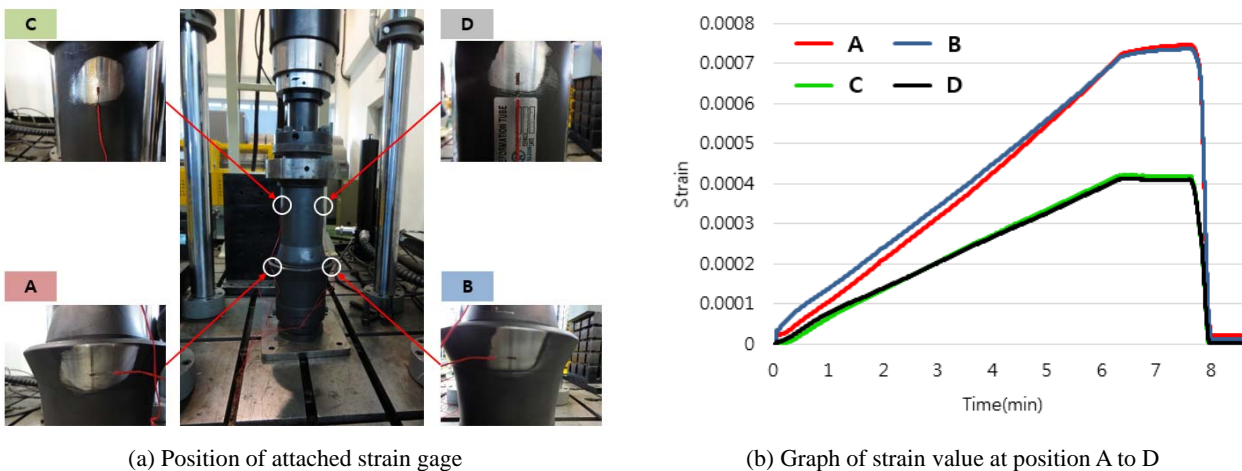 C
D
A
B
DEFORMATION TUBE
(a) Position of attached strain gage
0.0008
0.0007
0.0006
0.0005
0.0004
0.0003
0.0002
0.0001
0
Strain
A
B
C
D
0 1 2 3 4 5 6 7 8
Time(min)
(b) Graph of strain value at position A to D